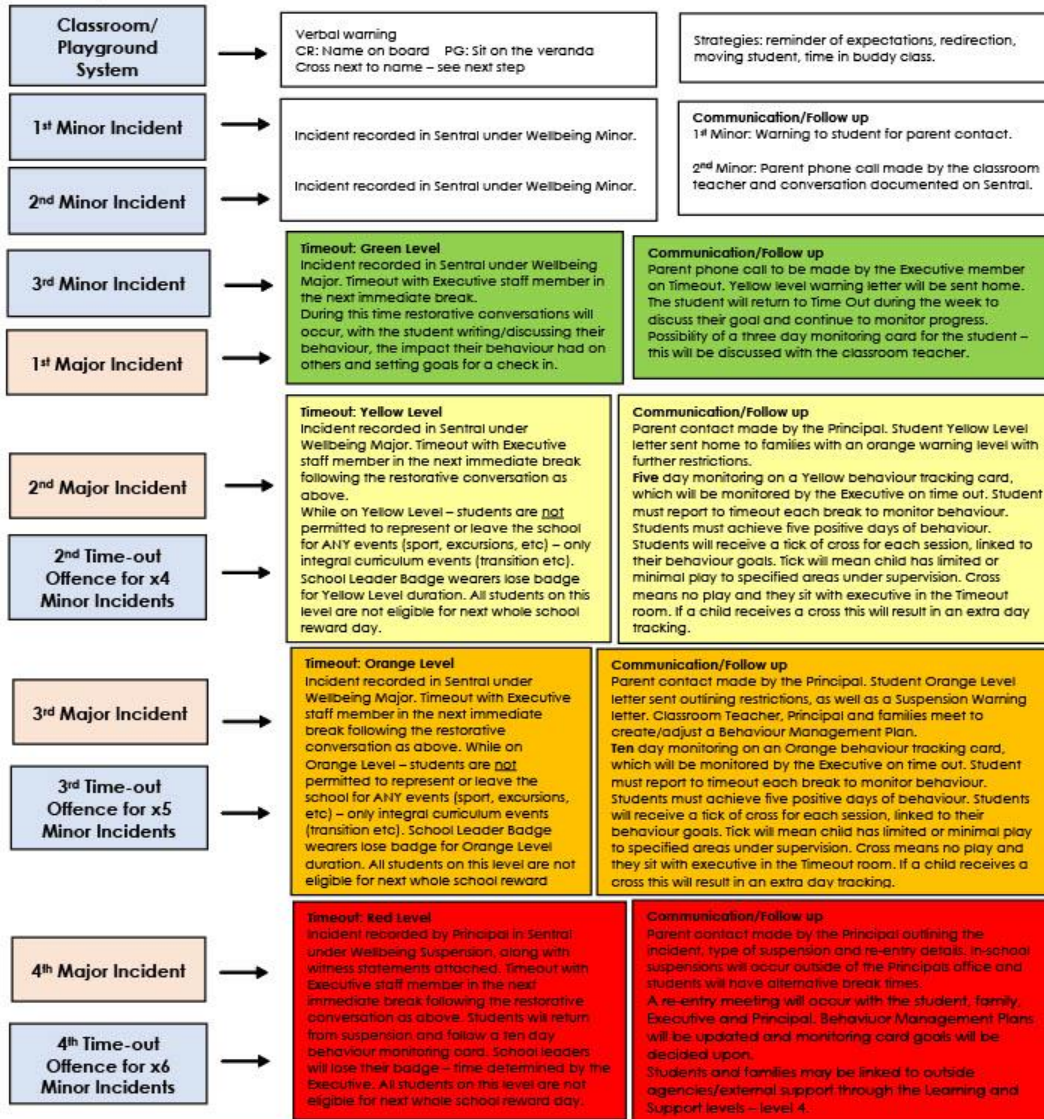 Classroom/
Playground
System
Verbal warning
CR: Name on board PG: Sit on the veranda
Cross next to name – see next step
Strategies: reminder of expectations, redirection,
moving student, time in buddy class.
1st Minor Incident
Incident recorded in Sentral under Wellbeing Minor.
2nd Minor Incident
Incident recorded in Sentral under Wellbeing Minor.
Communication/Follow up
1st Minor: Warning to student for parent contact.
2nd Minor: Parent phone call made by the classroom
teacher and conversation documented on Sentral.
3rd Minor Incident
1st Major Incident
Timeout: Green Level
Incident recorded in Sentral under Wellbeing
Major. Timeout with Executive staff member in
the next immediate break.
During this time restorative conversations will
occur, with the student writing/discussing their
behaviour, the impact their behaviour had on
others and setting goals for a check in.
Communication/Follow up
Parent phone call to be made by the Executive member
on Timeout. Yellow level warning letter will be sent home.
The student will return to Time Out during the week to
discuss their goal and continue to monitor progress.
Possibility of a three day monitoring card for the student –
this will be discussed with the classroom teacher.
2nd Major Incident
2nd Time-out
Offence for x4
Minor Incidents
Timeout: Yellow Level
Incident recorded in Sentral under
Wellbeing Major. Timeout with Executive
staff member in the next immediate break
following the restorative conversation as
above.
While on Yellow Level – students are not
permitted to represent or leave the school
for ANY events (sport, excursions, etc) – only
integral curriculum events (transition etc).
School Leader Badge wearers lose badge
for Yellow Level duration. All students on this
level are not eligible for next whole school
reward day.
Communication/Follow up
Parent contact made by the Principal. Student Yellow Level
letter sent home to families with an orange warning level with
further restrictions.
Five day monitoring on a Yellow behaviour tracking card,
which will be monitored by the Executive on time out. Student
must report to timeout each break to monitor behaviour.
Students must achieve five positive days of behaviour.
Students will receive a tick of cross for each session, linked to
their behaviour goals. Tick will mean child has limited or
minimal play to specified areas under supervision. Cross
means no play and they sit with executive in the Timeout
room. If a child receives a cross this will result in an extra day
tracking.
3rd Major Incident
3rd Time-out
Offence for x5
Minor Incidents
Timeout: Orange Level
Incident recorded in Sentral under
Wellbeing Major. Timeout with Executive
staff member in the next immediate
break following the restorative
conversation as above. While on
Orange Level – students are not
permitted to represent or leave the
school for ANY events (sport, excursions,
etc) – only integral curriculum events
(transition etc). School Leader Badge
wearers lose badge for Orange Level
duration. All students on this level are not
eligible for next whole school reward
Communication/Follow up
Parent contact made by the Principal. Student Orange Level
letter sent outlining restrictions, as well as a Suspension Warning
letter. Classroom Teacher, Principal and families meet to
create/adjust a Behaviour Management Plan.
Ten day monitoring on an Orange behaviour tracking card,
which will be monitored by the Executive on time out. Student
must report to timeout each break to monitor behaviour.
Students must achieve five positive days of behaviour. Students
will receive a tick of cross for each session, linked to their
behaviour goals. Tick will mean child has limited or minimal play
to specified areas under supervision. Cross means no play and
they sit with executive in the Timeout room. If a child receives a
cross this will result in an extra day tracking.
4th Major Incident
4th Time-out
Offence for x6
Minor Incidents
Timeout: Red Level
Incident recorded by Principal in Sentral
under Wellbeing Suspension, along with
witness statements attached. Timeout with
Executive staff member in the next
immediate break following the restorative
conversation as above. Students will return
from suspension and follow a ten day
behaviour monitoring card. School leaders
will lose their badge – time determined by the
Executive. All students on this level are not
eligible for next whole school reward day.
Communication/Follow up
Parent contact made by the Principal outlining the
incident, type of suspension and re-entry details. In-school
suspensions will occur outside of the Principals office and
students will have alternative break times.
A re-entry meeting will occur with the student, family,
Executive and Principal. Behaviuor Management Plans
will be updated and monitoring card goals will be
decided upon.
Students and families may be linked to outside
agencies/external support through the Learning and
Support levels – level 4.